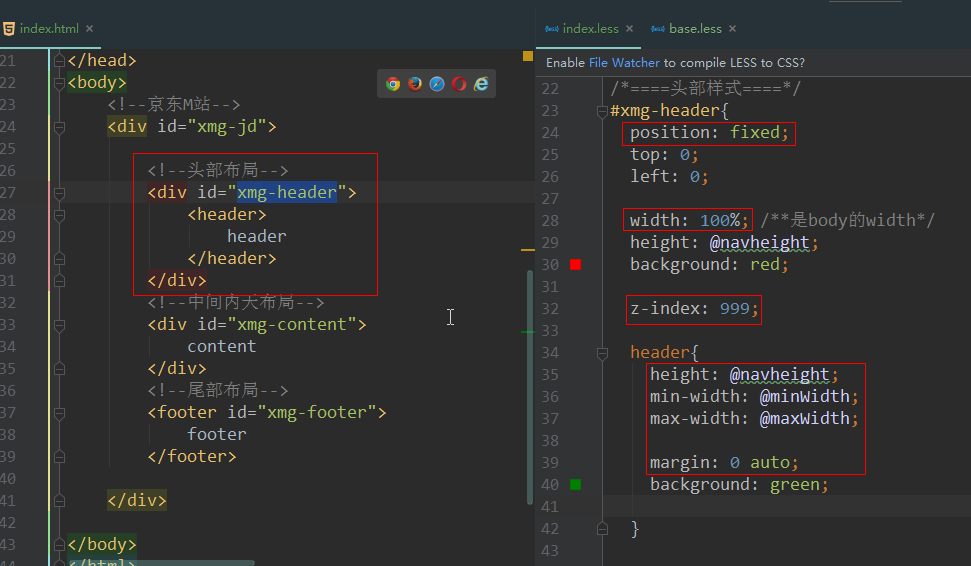 index.html ×
index.less ×
base.less ×
21 </head>
22 <body>
23 <!--京东M站-->
24 <div id="xmg-jd">
25
26 <!--头部布局-->
27 <div id="xmg-header">
28 <header>
29 header
30 </header>
31 </div>
32 <!--中间内大布局-->
33 <div id="xmg-content">
34 content
35 </div>
36 <!--尾部布局-->
37 <footer id="xmg-footer">
38 footer
39 </footer>
40
41 </div>
42
43 </body>
44 </html>
Enable File Watcher to compile LESS to CSS?
22 /*====头部样式====*/
23 #xmg-header{
24 position: fixed;
25 top: 0;
26 left: 0;
27
28 width: 100%; /**是body的width*/
29 height: @navheight;
30 background: red;
31
32 z-index: 999;
33
34 header{
35 height: @navheight;
36 min-width: @minWidth;
37 max-width: @maxWidth;
38
39 margin: 0 auto;
40 background: green;
41
42 }
43